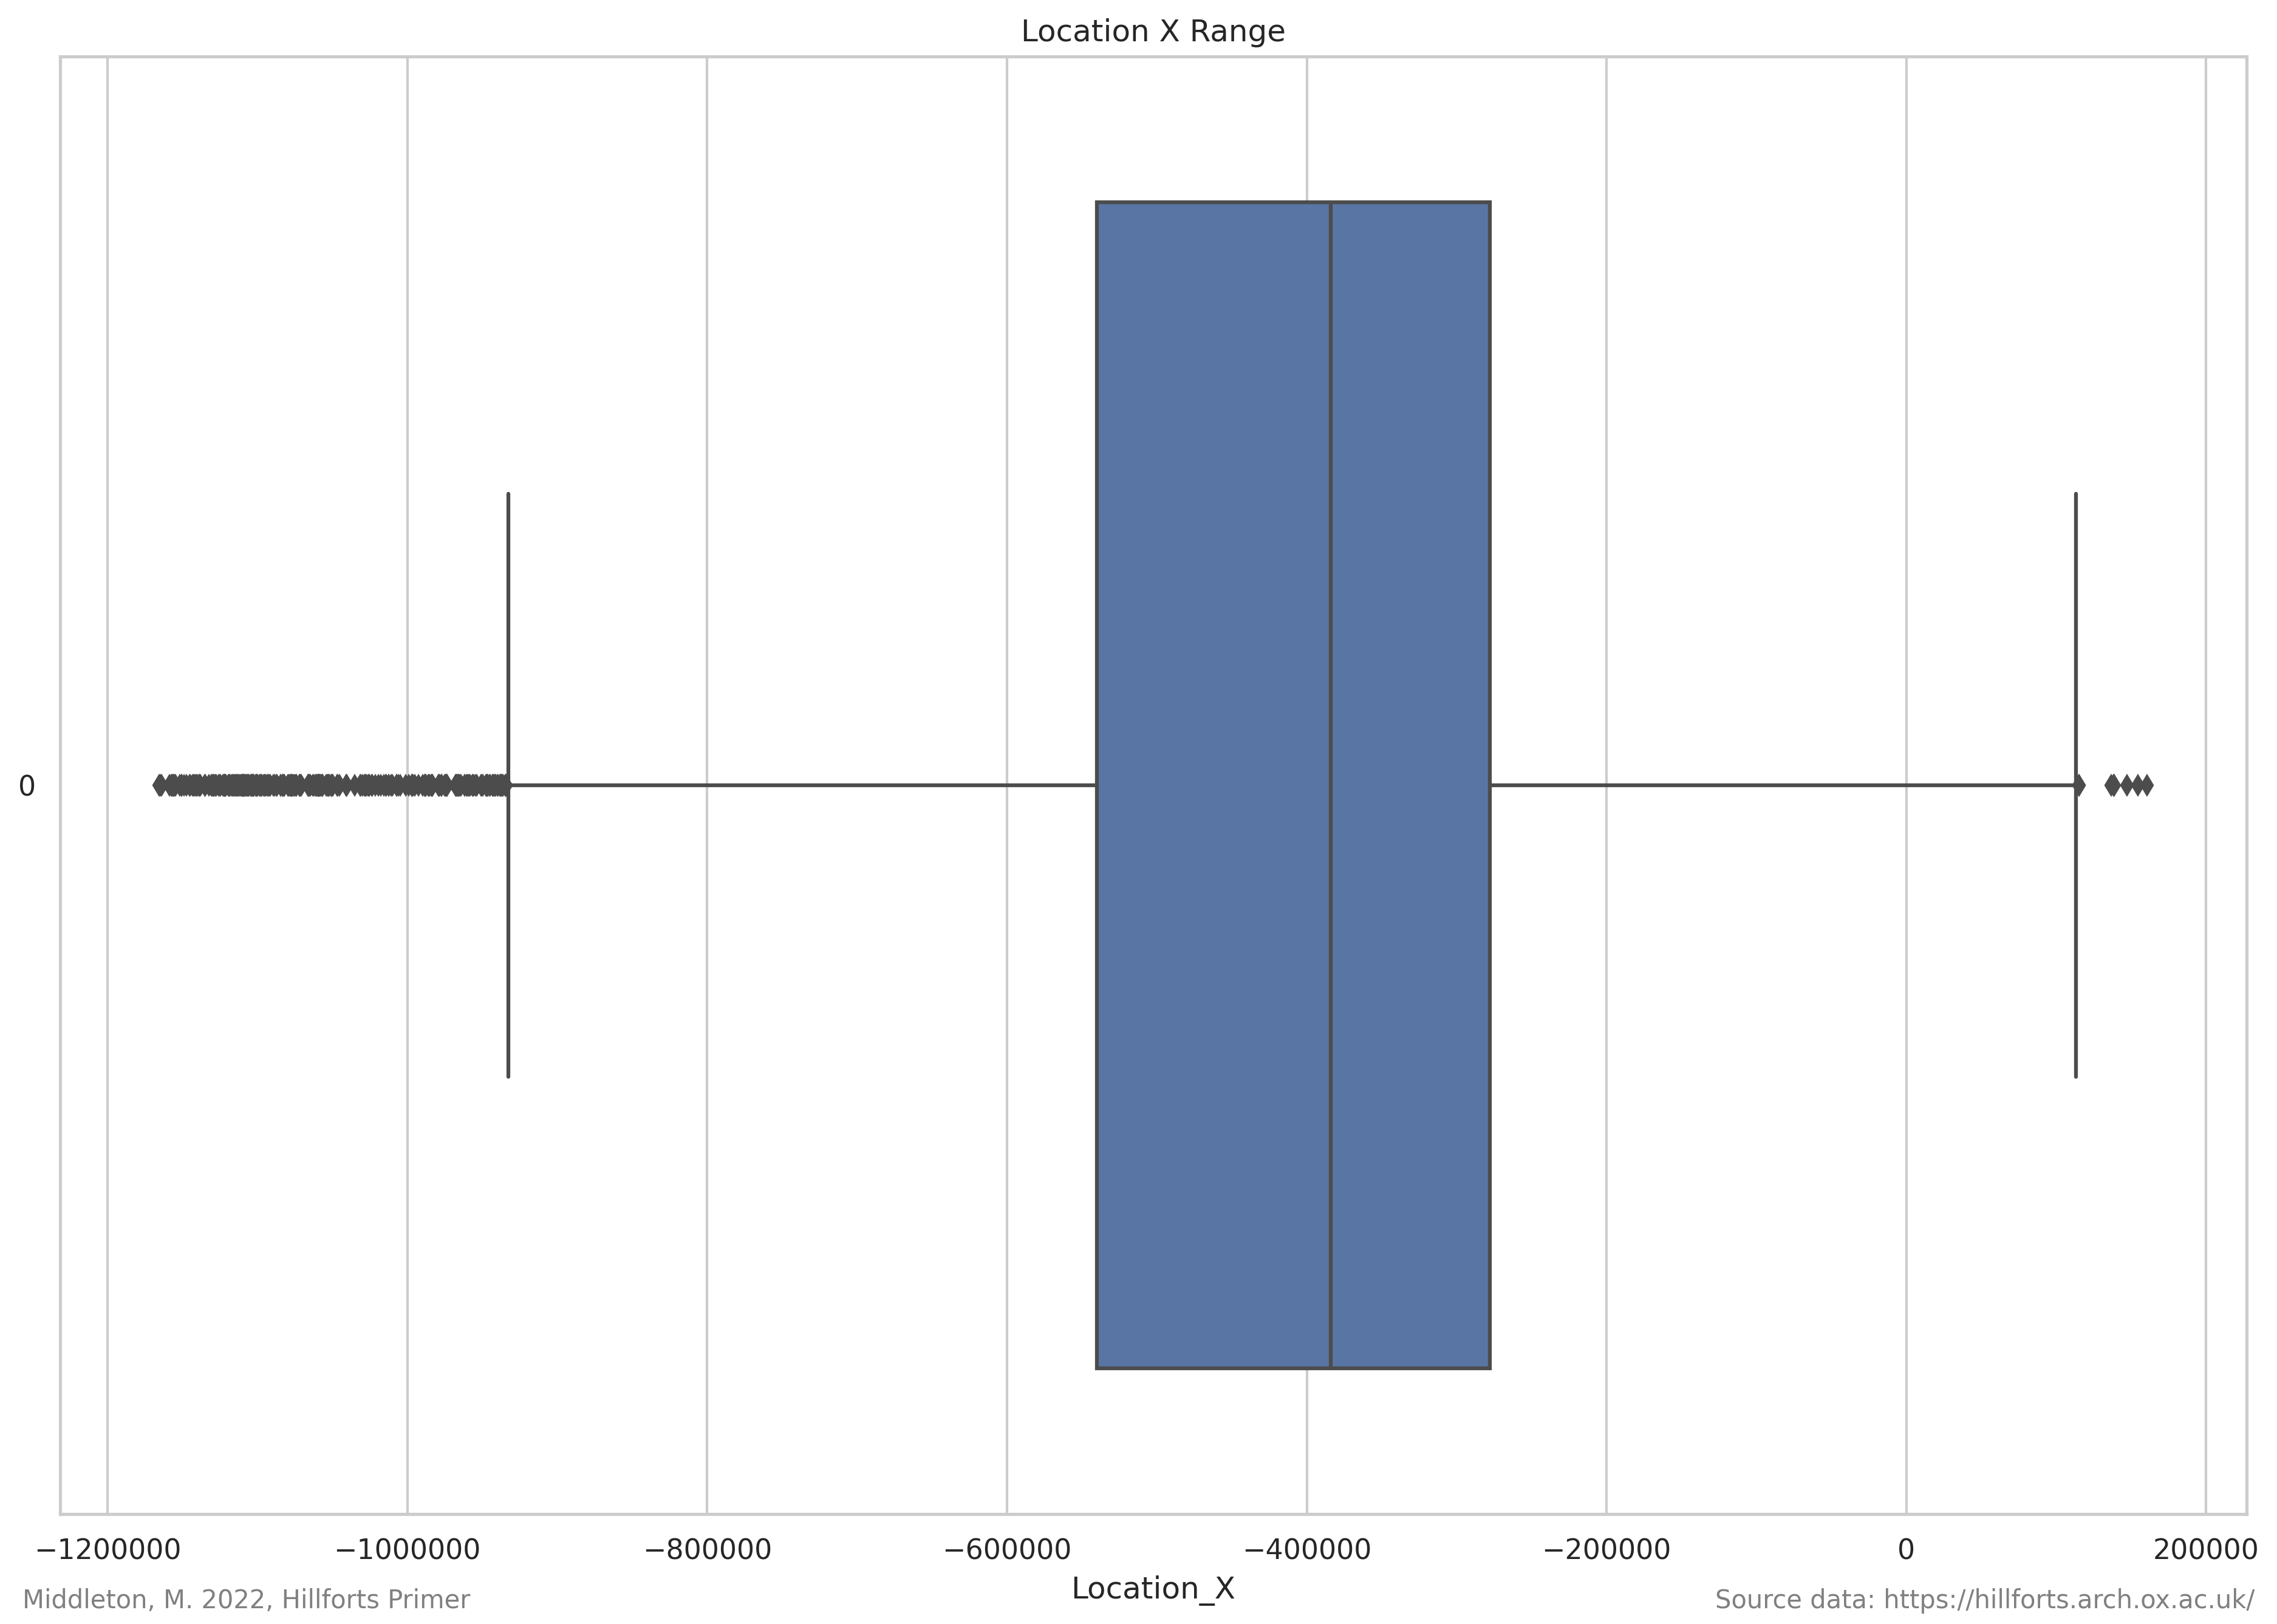 Location X Range
0
−1200000 −1000000 −800000 −600000 −400000 −200000 0 200000
Location_X
Middleton, M. 2022, Hillforts Primer
Source data: https://hillforts.arch.ox.ac.uk/